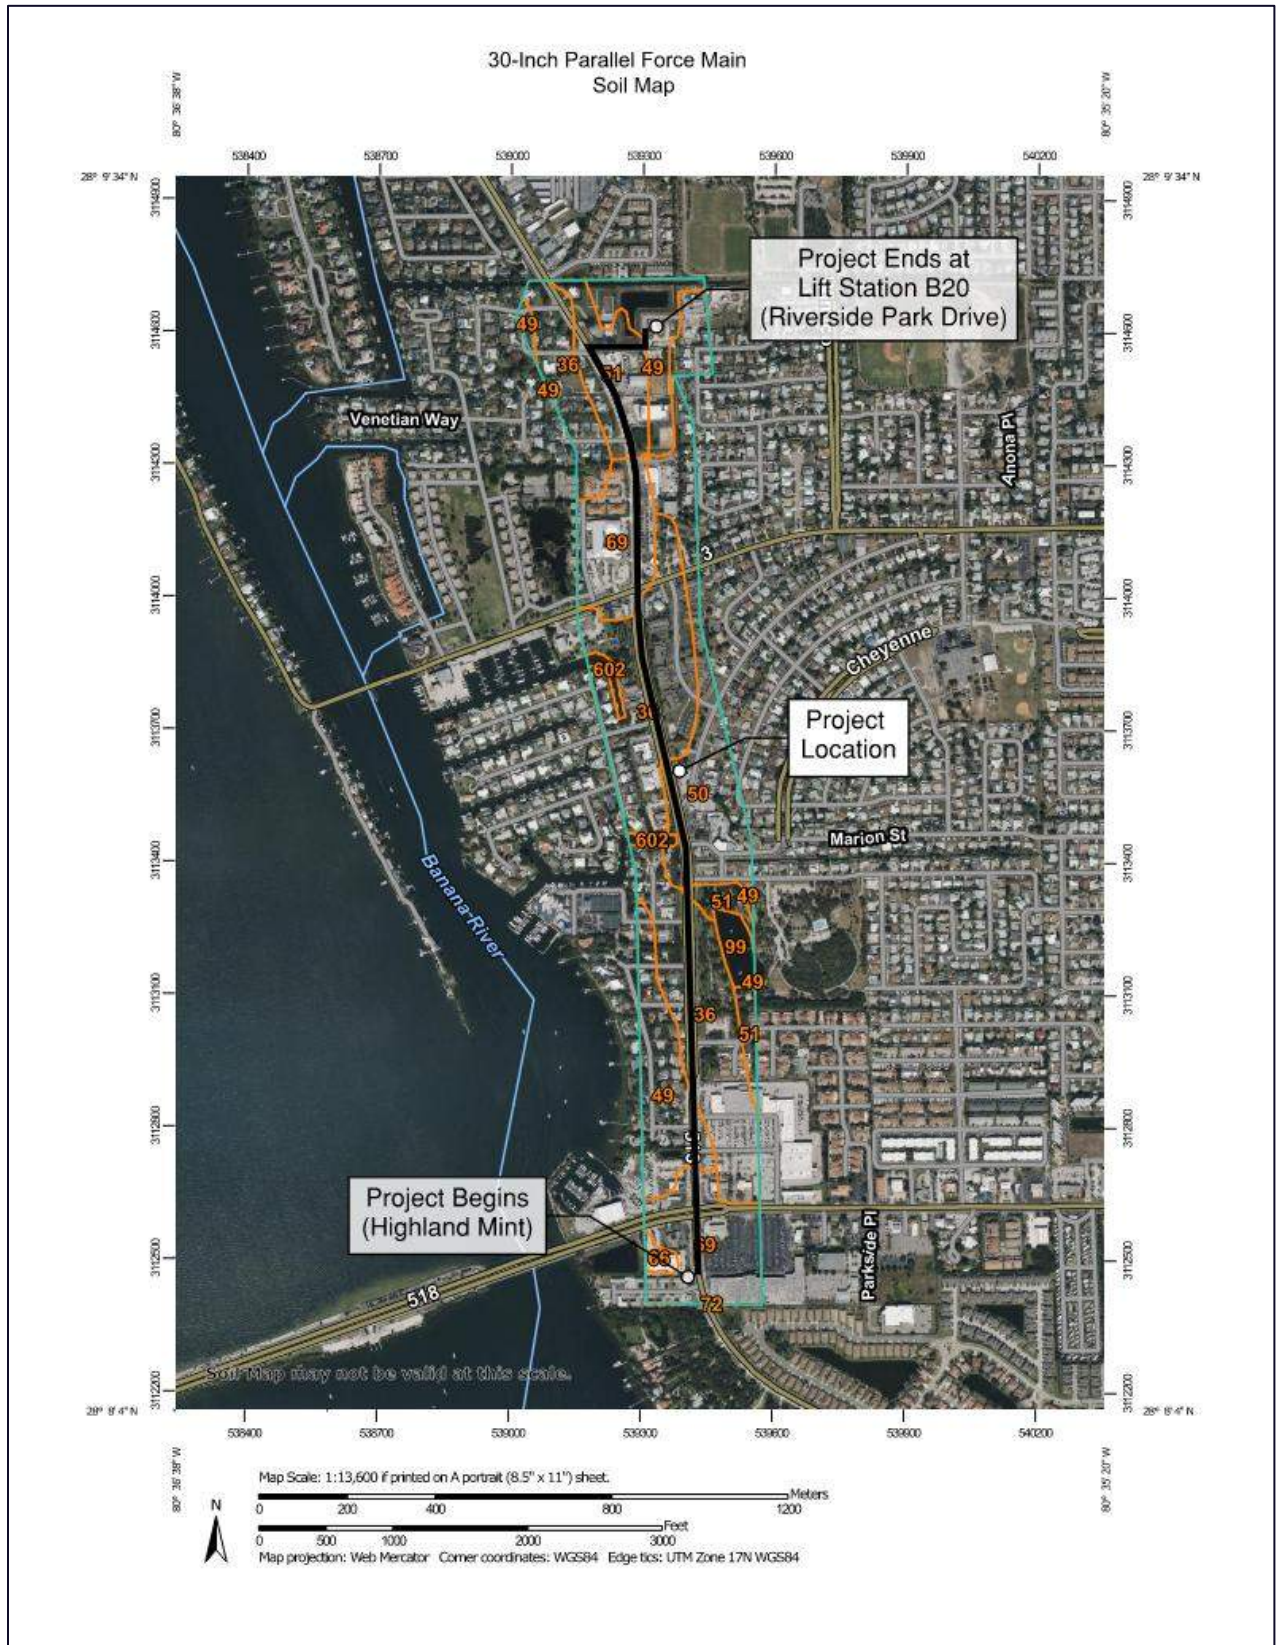 30-Inch Parallel Force Main
Soil Map
80° 36' 38" W
80° 35' 20" W
538400 538700 539000 539300 539600 539900 540200
28° 9' 34" N
28° 9' 34" N
3114900
3114900
Project Ends at
Lift Station B20
(Riverside Park Drive)
49
3114600
3114600
36
51
49
49
Venetian Way
Anona Pl
3114300
3114300
69
3
3114000
3114000
Cheyenne
602
36
3113700
3113700
Project
Location
50
602
Marion St
3113400
3113400
Banana River
51
49
99
49
3113100
3113100
36
51
49
3112800
3112800
513
Project Begins
(Highland Mint)
Parkside Pl
69
66
3112500
3112500
518
72
Soil Map may not be valid at this scale.
3112200
3112200
28° 8' 4" N
28° 8' 4" N
538400 538700 539000 539300 539600 539900 540200
80° 36' 38" W
80° 35' 20" W
Map Scale: 1:13,600 if printed on A portrait (8.5" x 11") sheet.
N
Meters
0 200 400 800 1200
Feet
0 500 1000 2000 3000
Map projection: Web Mercator Corner coordinates: WGS84 Edge tics: UTM Zone 17N WGS84